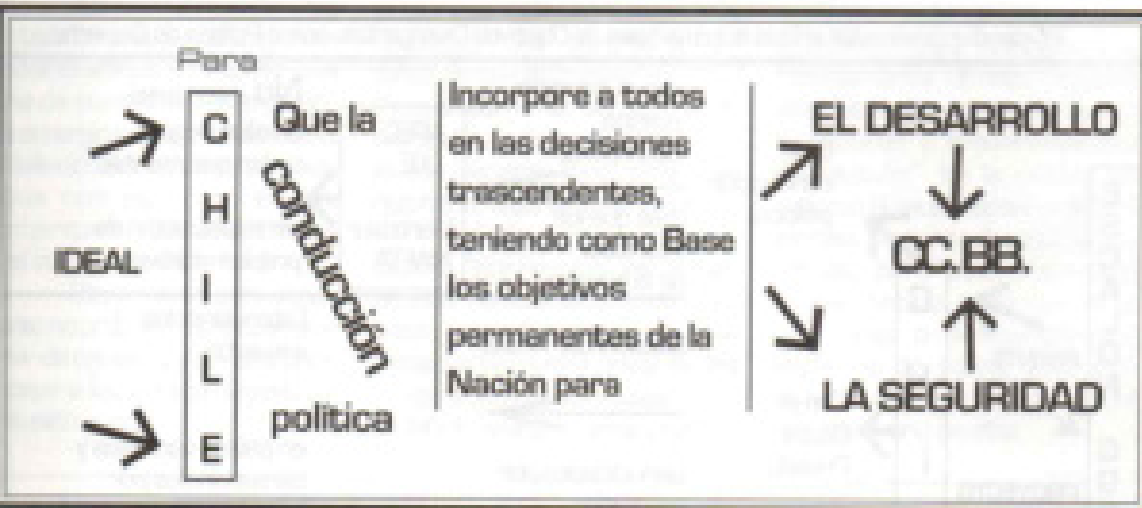 Para
IDEAL
CHILE
Que la
conducción
política
Incorpore a todos
en las decisiones
trascendentes,
teniendo como Base
los objetivos
permanentes de la
Nación para
EL DESARROLLO
CC.BB.
LA SEGURIDAD